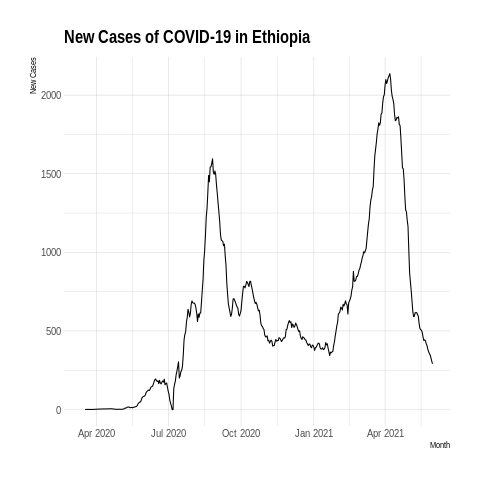 New Cases of COVID-19 in Ethiopia
New Cases
2000
1500
1000
500
0
Apr 2020 Jul 2020 Oct 2020 Jan 2021 Apr 2021
Month